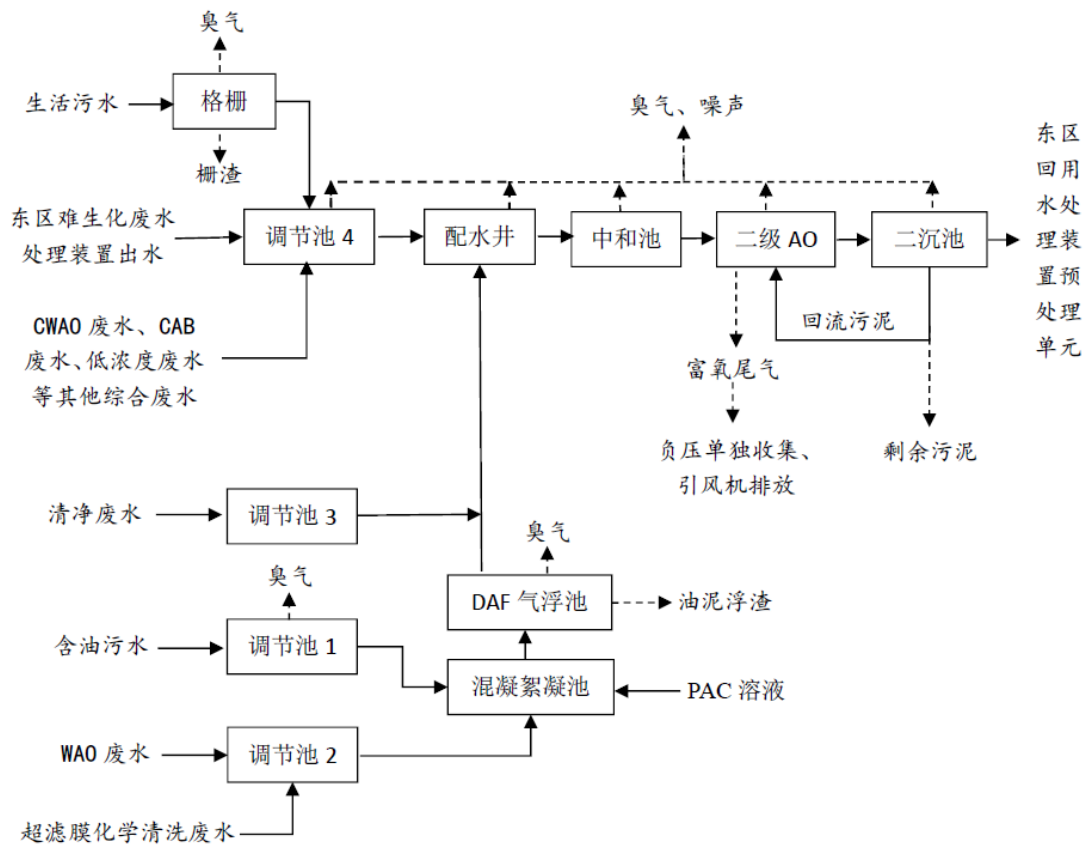 臭气
生活污水
格栅
栅渣
臭气、噪声
东区难生化废水
处理装置出水
调节池 4
配水井
中和池
二级 AO
二沉池
东区
回用
水处
理装
置预
处理
单元
CWAO 废水、CAB
废水、低浓度废水
等其他综合废水
回流污泥
富氧尾气
负压单独收集、
引风机排放
剩余污泥
清净废水
调节池 3
臭气
DAF 气浮池
油泥浮渣
臭气
含油污水
调节池 1
混凝絮凝池
PAC 溶液
WAO 废水
调节池 2
超滤膜化学清洗废水